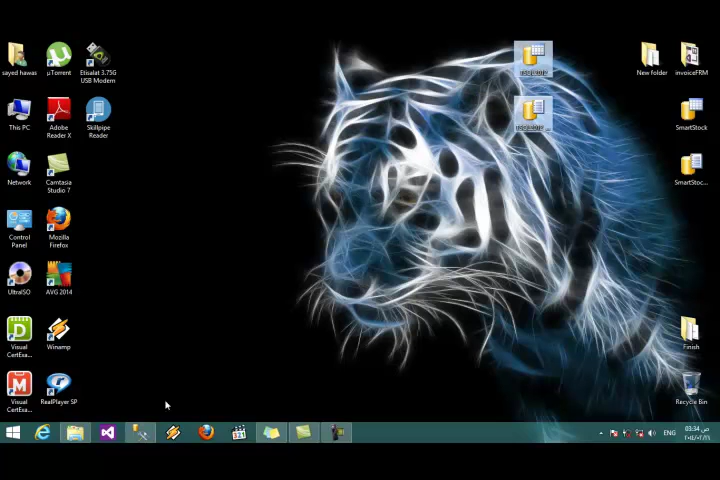 sayed hawas
µTorrent
Etisalat 3.75G
USB Modem
New folder
invoiceFRM
This PC
Adobe
Reader X
Skillpipe
Reader
SmartStock
Network
Camtasia
Studio 7
SmartStoc...
Control
Panel
Mozilla
Firefox
UltraISO
AVG 2014
Visual
CertExa...
Winamp
Finish
Visual
CertExa...
RealPlayer SP
Recycle Bin
321
ENG
03:34 ص